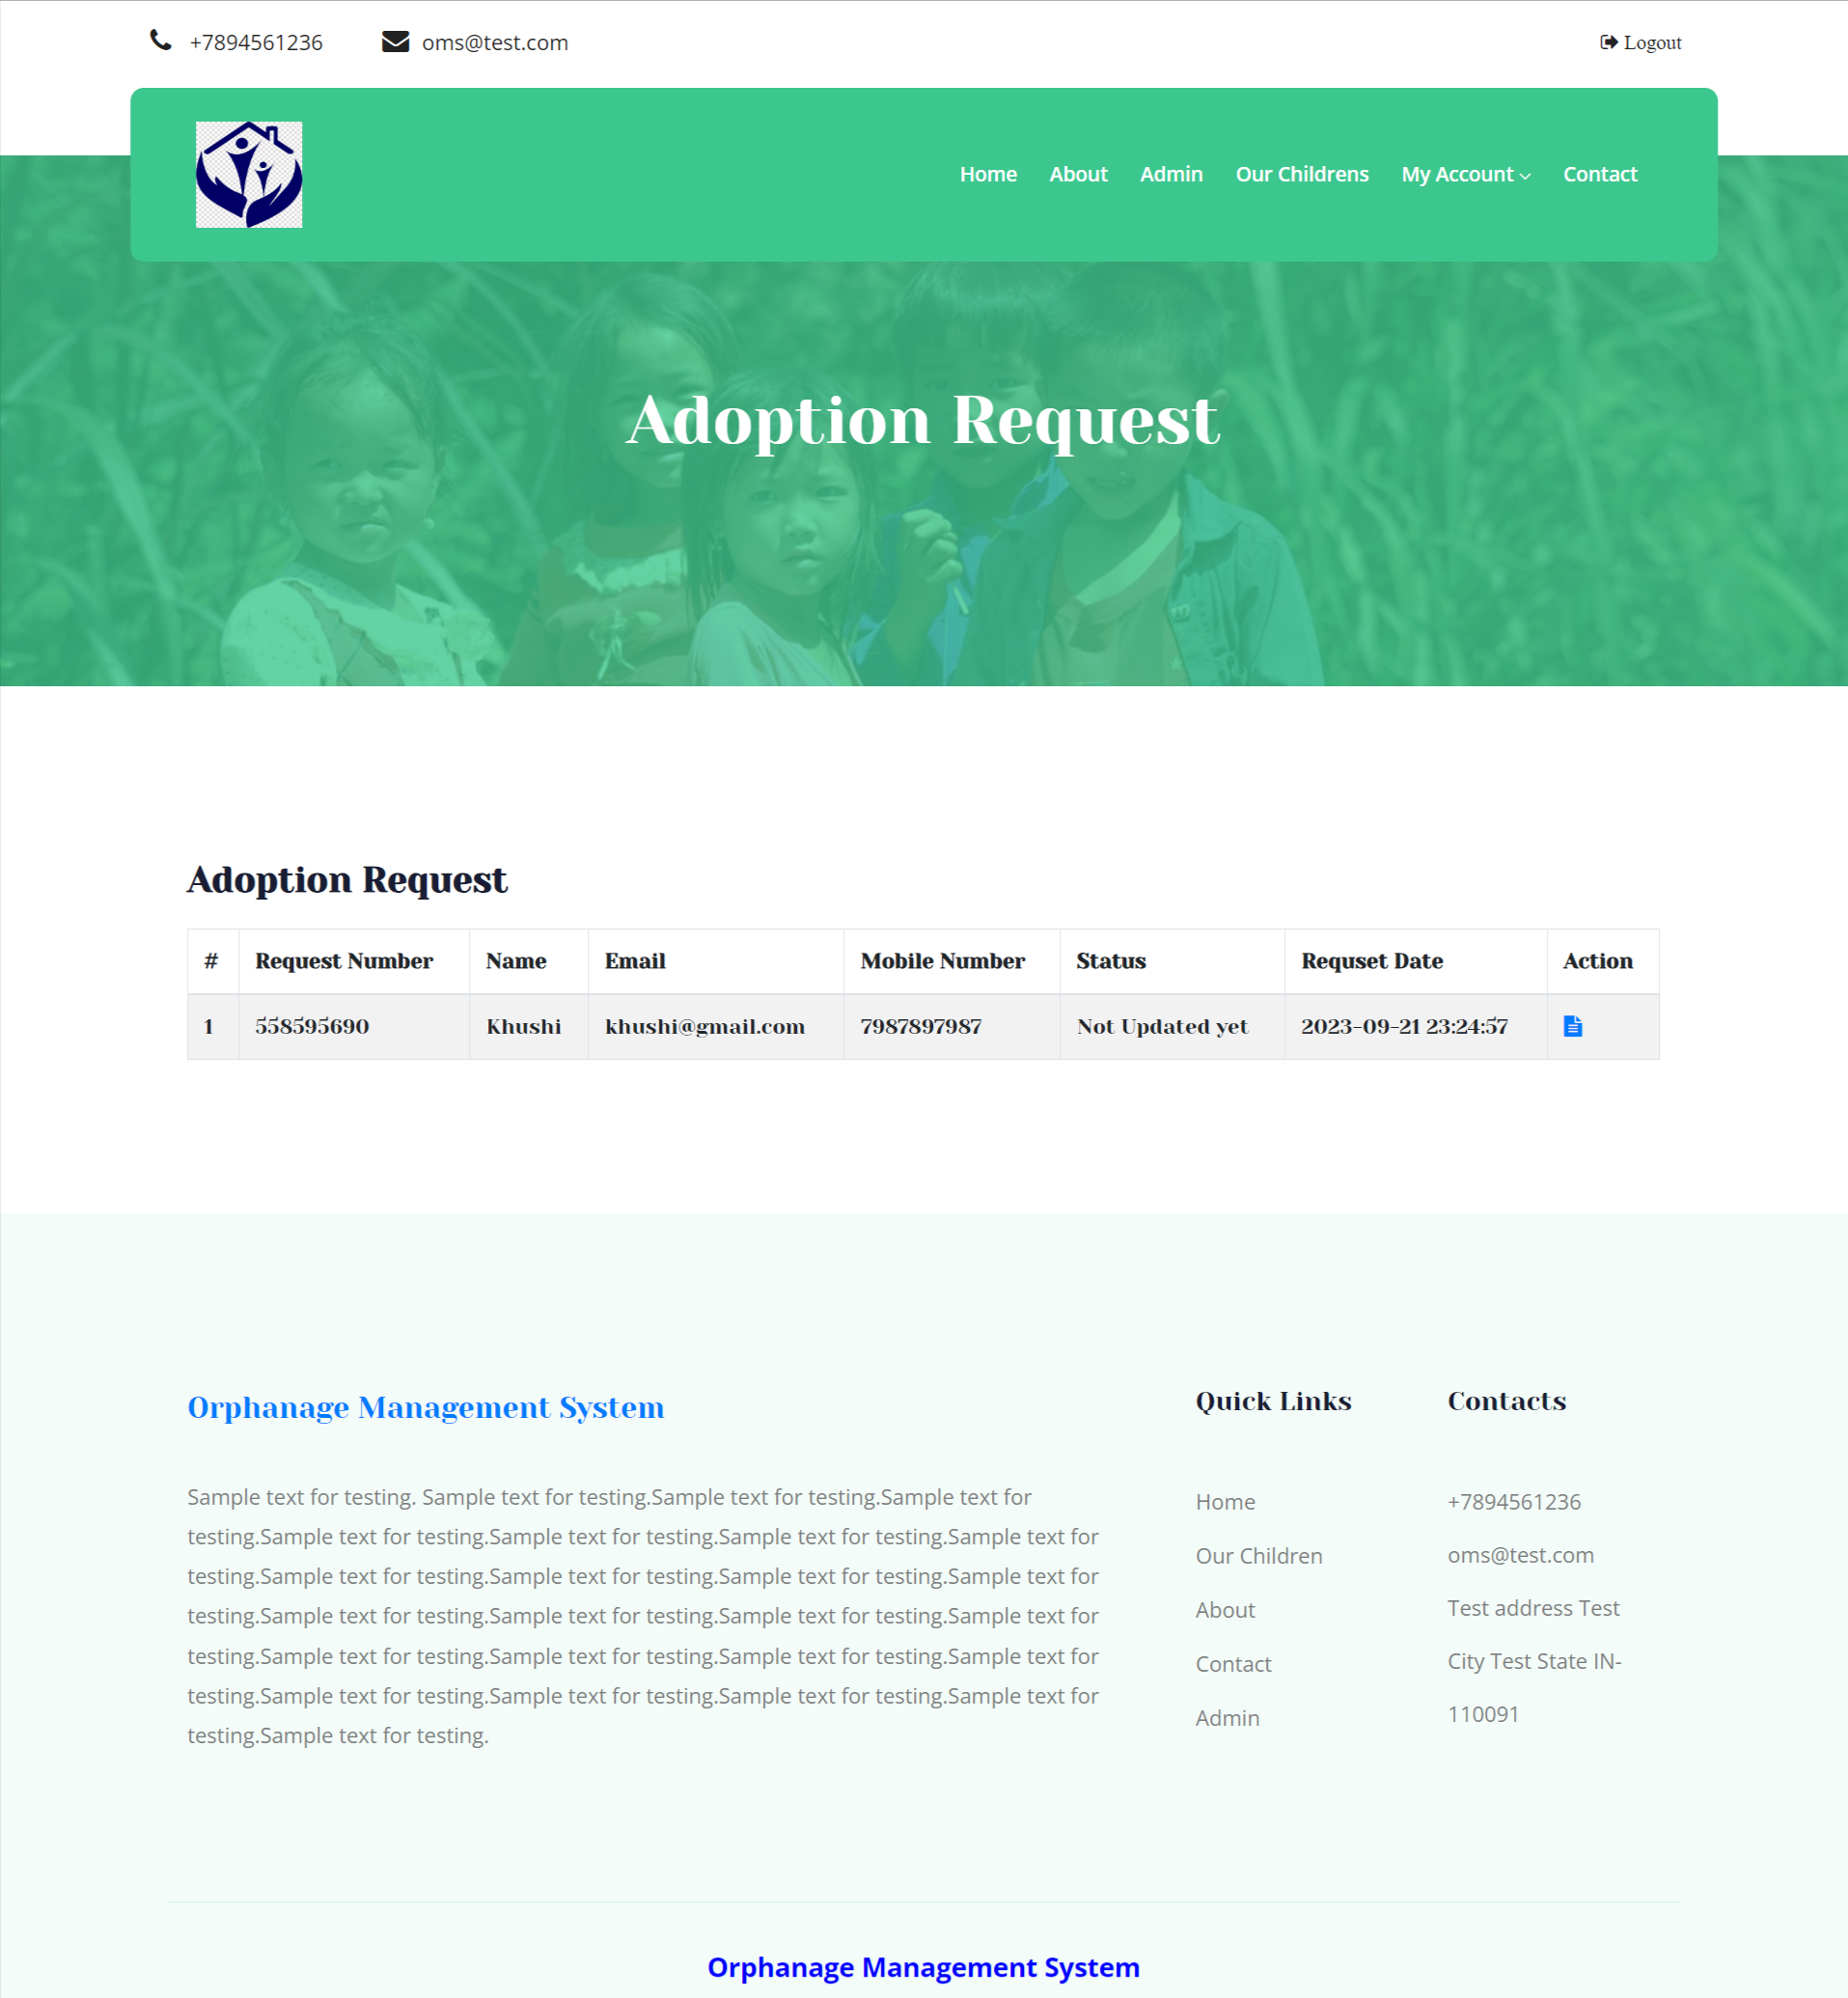 +7894561236 oms@test.com Logout
Home About Admin Our Childrens My Account Contact
Adoption Request
Adoption Request
# Request Number Name Email Mobile Number Status Requset Date Action
1 558595690 Khushi khushi@gmail.com 7987897987 Not Updated yet 2023-09-21 23:24:57
Orphanage Management System
Sample text for testing. Sample text for testing.Sample text for testing.Sample text for
testing.Sample text for testing.Sample text for testing.Sample text for testing.Sample text for
testing.Sample text for testing.Sample text for testing.Sample text for testing.Sample text for
testing.Sample text for testing.Sample text for testing.Sample text for testing.Sample text for
testing.Sample text for testing.Sample text for testing.Sample text for testing.Sample text for
testing.Sample text for testing.Sample text for testing.Sample text for testing.Sample text for
testing.Sample text for testing.
Quick Links
Home
Our Children
About
Contact
Admin
Contacts
+7894561236
oms@test.com
Test address Test
City Test State IN-
110091
Orphanage Management System